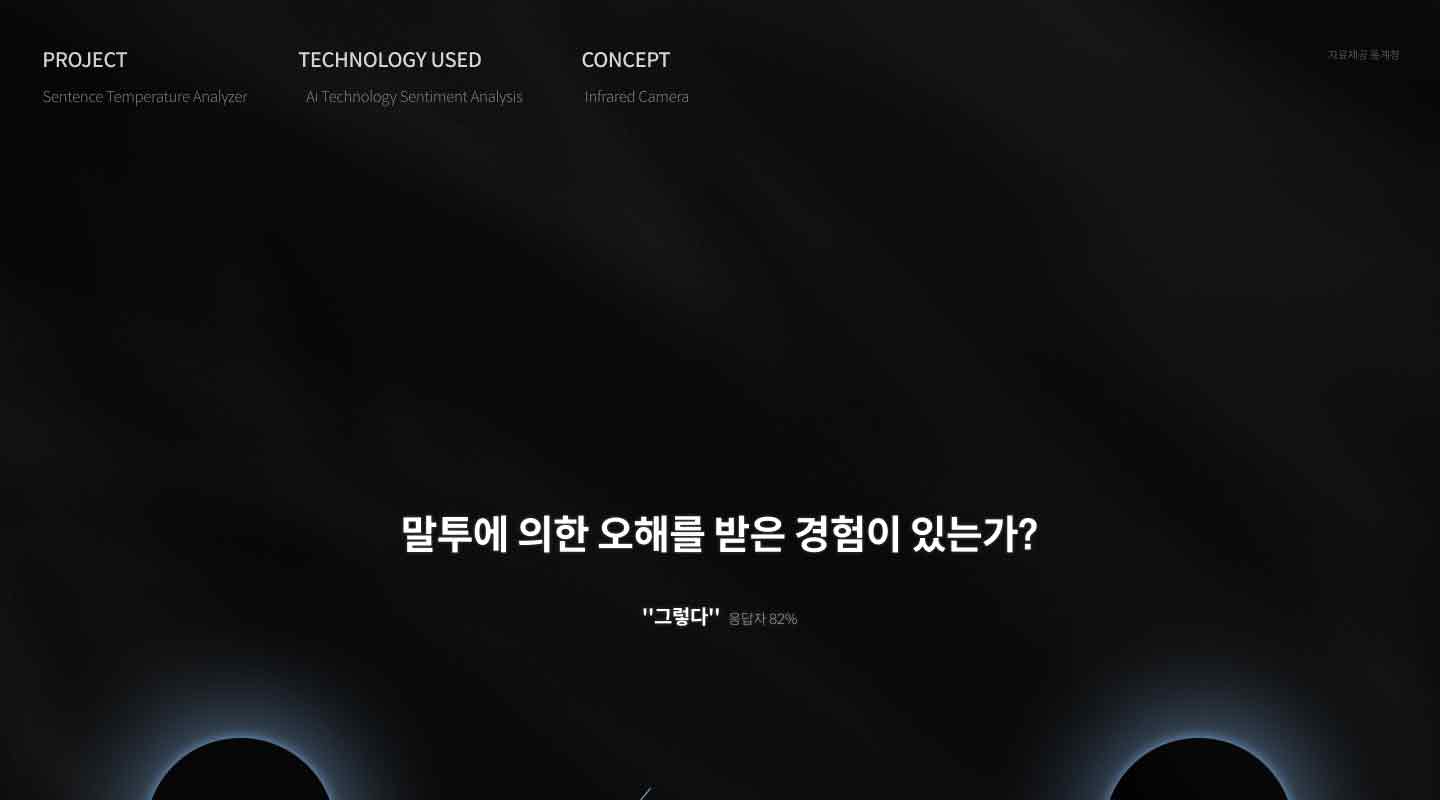 PROJECT
TECHNOLOGY USED
CONCEPT
자료제공 통계청
Sentence Temperature Analyzer
Ai Technology Sentiment Analysis
Infrared Camera
말투에 의한 오해를 받은 경험이 있는가?
"그렇다" 응답자 82%